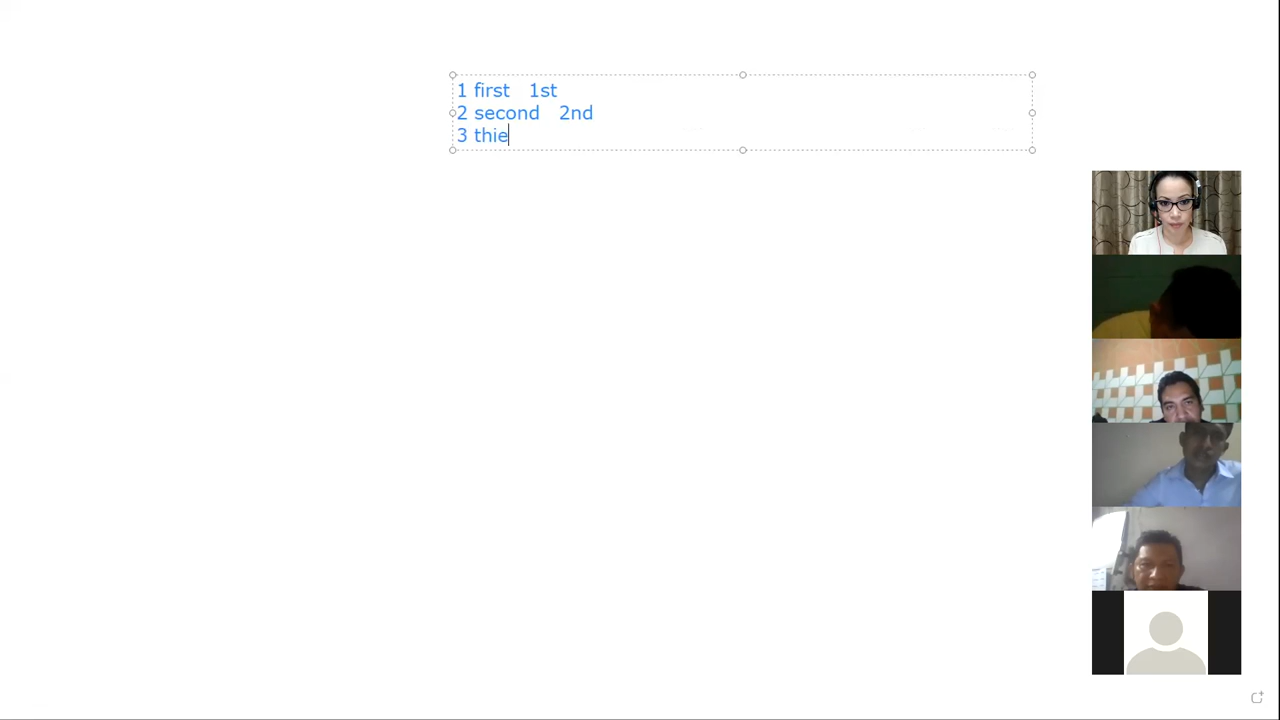 1 first 1st
2 second 2nd
3 thie